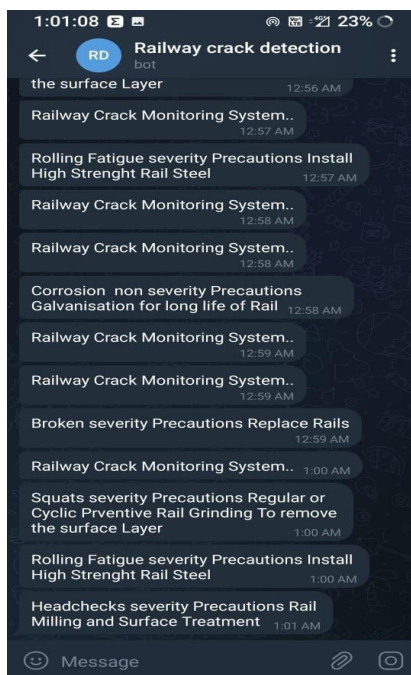 1:01:08 23%
RD Railway crack detection
bot
the surface Layer
12:56 AM
Railway Crack Monitoring System..
12:57 AM
Rolling Fatigue severity Precautions Install
High Strenght Rail Steel 12:57 AM
Railway Crack Monitoring System..
12:58 AM
Railway Crack Monitoring System..
12:58 AM
Corrosion non severity Precautions
Galvanisation for long life of Rail 12:58 AM
Railway Crack Monitoring System..
12:59 AM
Railway Crack Monitoring System..
12:59 AM
Broken severity Precautions Replace Rails
12:59 AM
Railway Crack Monitoring System.. 1:00 AM
Squats severity Precautions Regular or
Cyclic Prventive Rail Grinding To remove
the surface Layer 1:00 AM
Rolling Fatigue severity Precautions Install
High Strenght Rail Steel 1:00 AM
Headchecks severity Precautions Rail
Milling and Surface Treatment 1:01 AM
Message